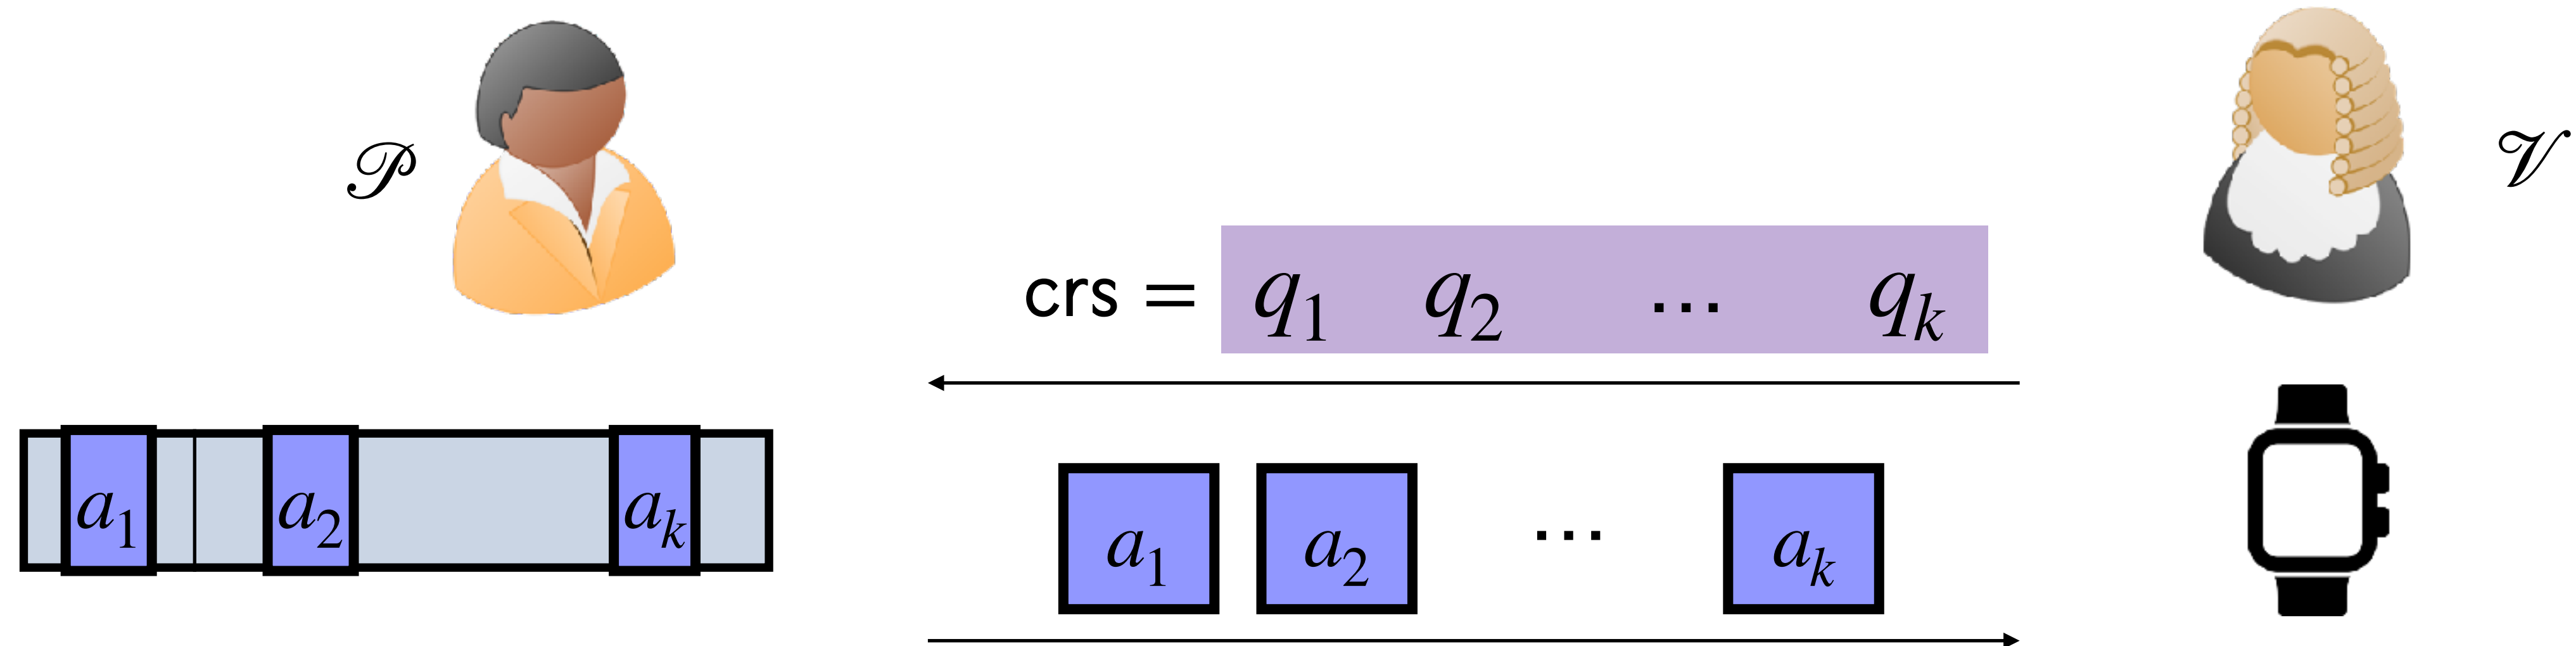 𝒫
𝒱
crs = q₁ q₂ ... qₖ
a₁ a₂ aₖ
a₁ a₂ ... aₖ